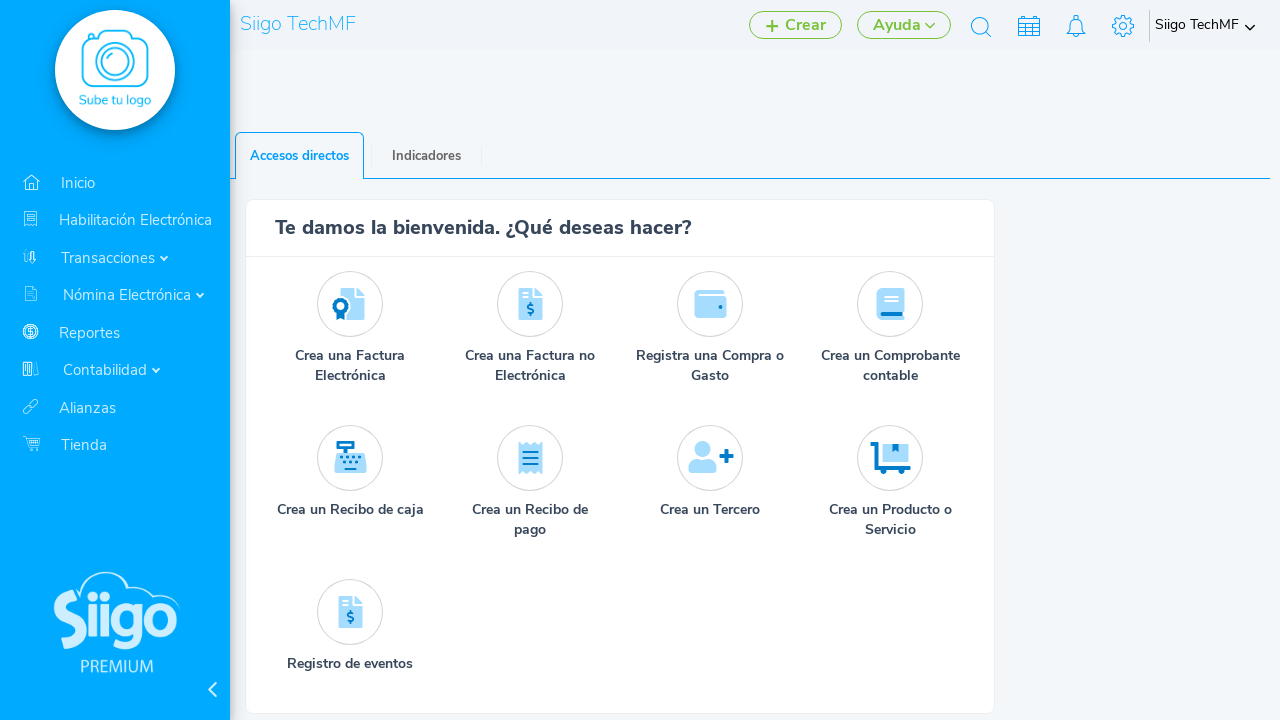 Siigo TechMF
Crear
Ayuda
Siigo TechMF
Sube tu logo
Inicio
Habilitación Electrónica
Transacciones
Nómina Electrónica
Reportes
Contabilidad
Alianzas
Tienda
Siigo
PREMIUM
Accesos directos
Indicadores
Te damos la bienvenida. ¿Qué deseas hacer?
Crea una Factura
Electrónica
Crea una Factura no
Electrónica
Registra una Compra o
Gasto
Crea un Comprobante
contable
Crea un Recibo de caja
Crea un Recibo de
pago
Crea un Tercero
Crea un Producto o
Servicio
Registro de eventos